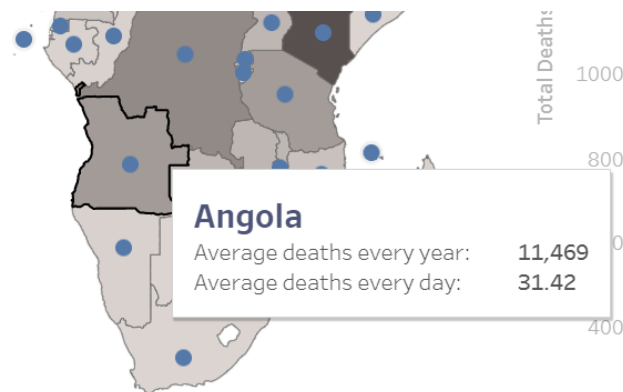 Total Deaths
1000
800
Angola
Average deaths every year: 11,469
Average deaths every day: 31.42
400